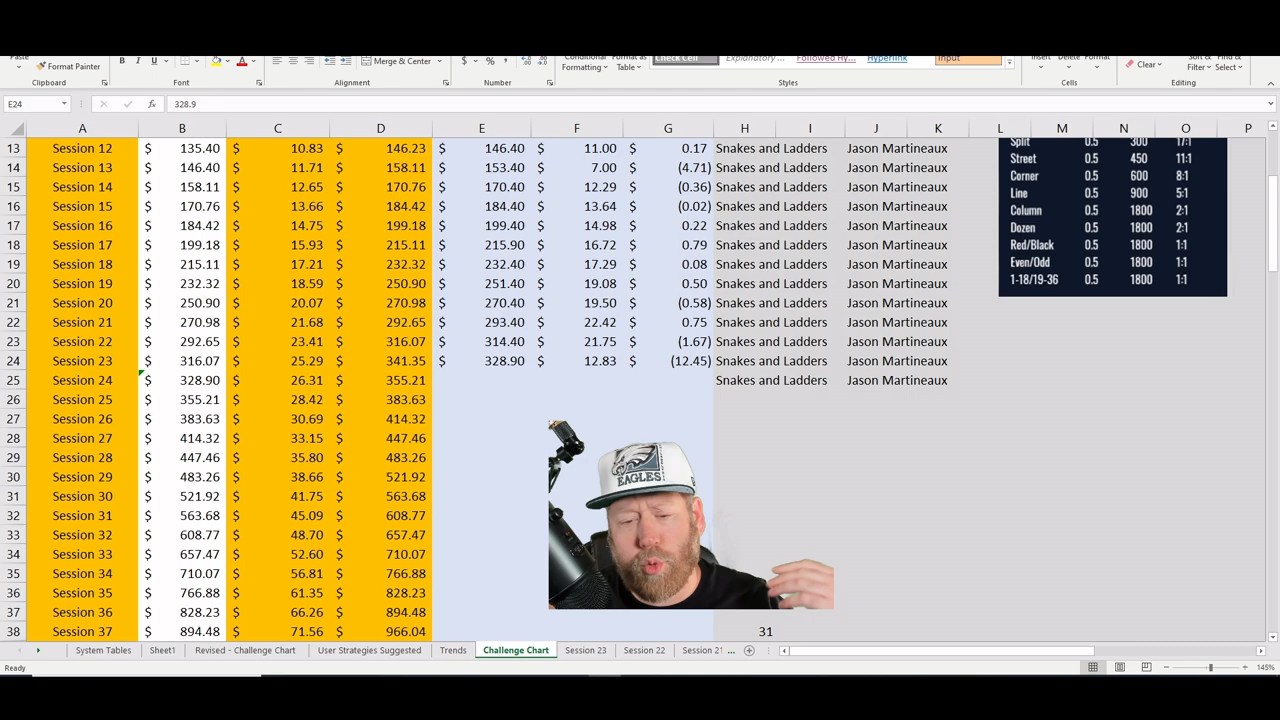 Paste
Format Painter
B I U A Merge & Center $ % , Conditional Formatting Format as Table Check Cell Explanatory ... Followed Hy... Hyperlink Input Insert Delete Format Clear Sort & Filter Find & Select
Clipboard Font Alignment Number Styles Cells Editing
E24 fx 328.9
A B C D E F G H I J K L M N O P
13 Session 12 $ 135.40 $ 10.83 $ 146.23 $ 146.40 $ 11.00 $ 0.17 Snakes and Ladders Jason Martineaux
14 Session 13 $ 146.40 $ 11.71 $ 158.11 $ 153.40 $ 7.00 $ (4.71) Snakes and Ladders Jason Martineaux
15 Session 14 $ 158.11 $ 12.65 $ 170.76 $ 170.40 $ 12.29 $ (0.36) Snakes and Ladders Jason Martineaux
16 Session 15 $ 170.76 $ 13.66 $ 184.42 $ 184.40 $ 13.64 $ (0.02) Snakes and Ladders Jason Martineaux
17 Session 16 $ 184.42 $ 14.75 $ 199.18 $ 199.40 $ 14.98 $ 0.22 Snakes and Ladders Jason Martineaux
18 Session 17 $ 199.18 $ 15.93 $ 215.11 $ 215.90 $ 16.72 $ 0.79 Snakes and Ladders Jason Martineaux
19 Session 18 $ 215.11 $ 17.21 $ 232.32 $ 232.40 $ 17.29 $ 0.08 Snakes and Ladders Jason Martineaux
20 Session 19 $ 232.32 $ 18.59 $ 250.90 $ 251.40 $ 19.08 $ 0.50 Snakes and Ladders Jason Martineaux
21 Session 20 $ 250.90 $ 20.07 $ 270.98 $ 270.40 $ 19.50 $ (0.58) Snakes and Ladders Jason Martineaux
22 Session 21 $ 270.98 $ 21.68 $ 292.65 $ 293.40 $ 22.42 $ 0.75 Snakes and Ladders Jason Martineaux
23 Session 22 $ 292.65 $ 23.41 $ 316.07 $ 314.40 $ 21.75 $ (1.67) Snakes and Ladders Jason Martineaux
24 Session 23 $ 316.07 $ 25.29 $ 341.35 $ 328.90 $ 12.83 $ (12.45) Snakes and Ladders Jason Martineaux
25 Session 24 $ 328.90 $ 26.31 $ 355.21 Snakes and Ladders Jason Martineaux
26 Session 25 $ 355.21 $ 28.42 $ 383.63
27 Session 26 $ 383.63 $ 30.69 $ 414.32
28 Session 27 $ 414.32 $ 33.15 $ 447.46
29 Session 28 $ 447.46 $ 35.80 $ 483.26
30 Session 29 $ 483.26 $ 38.66 $ 521.92
31 Session 30 $ 521.92 $ 41.75 $ 563.68
32 Session 31 $ 563.68 $ 45.09 $ 608.77
33 Session 32 $ 608.77 $ 48.70 $ 657.47
34 Session 33 $ 657.47 $ 52.60 $ 710.07
35 Session 34 $ 710.07 $ 56.81 $ 766.88
36 Session 35 $ 766.88 $ 61.35 $ 828.23
37 Session 36 $ 828.23 $ 66.26 $ 894.48
38 Session 37 $ 894.48 $ 71.56 $ 966.04 31
Split 0.5 300 17:1
Street 0.5 450 11:1
Corner 0.5 600 8:1
Line 0.5 900 5:1
Column 0.5 1800 2:1
Dozen 0.5 1800 2:1
Red/Black 0.5 1800 1:1
Even/Odd 0.5 1800 1:1
1-18/19-36 0.5 1800 1:1
EAGLES
System Tables Sheet1 Revised - Challenge Chart User Strategies Suggested Trends Challenge Chart Session 23 Session 22 Session 21 ...
Ready 145%